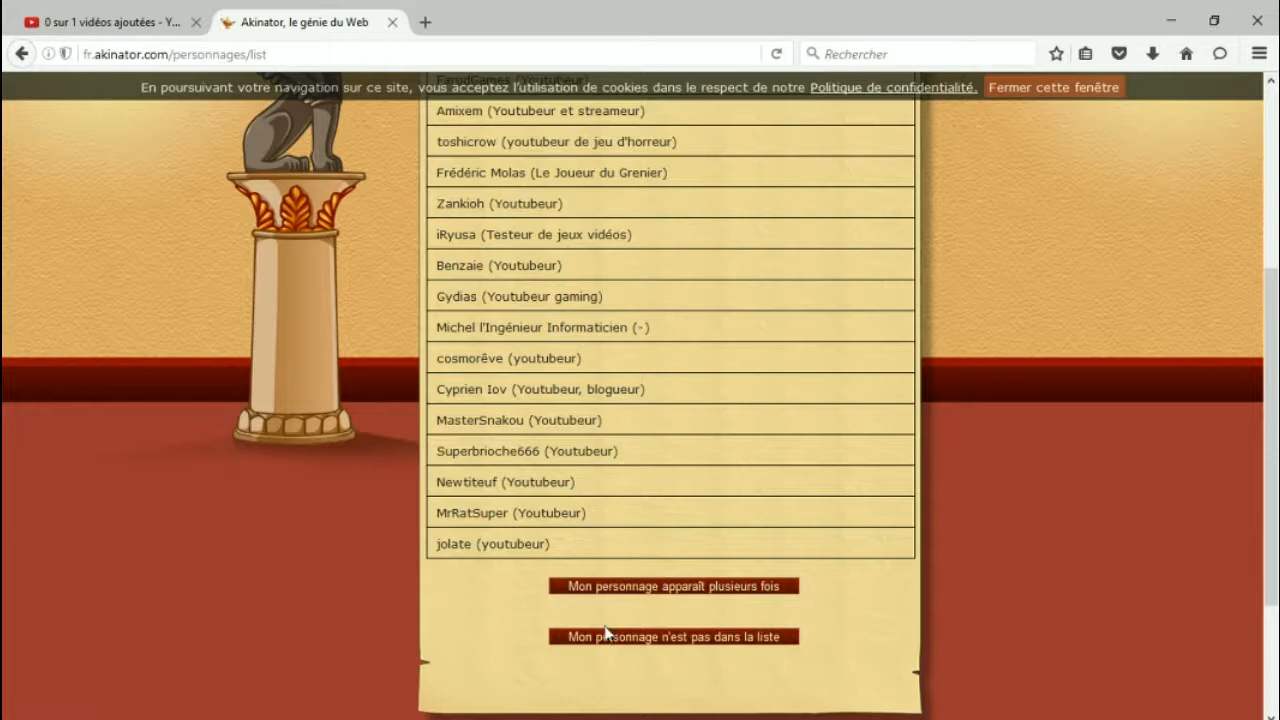 0 sur 1 vidéos ajoutées - Y...
Akinator, le génie du Web
fr.akinator.com/personnages/list
Rechercher
FarodGames (Youtubeur)
En poursuivant votre navigation sur ce site, vous acceptez l'utilisation de cookies dans le respect de notre Politique de confidentialité. Fermer cette fenêtre
Amixem (Youtubeur et streameur)
toshicrow (youtubeur de jeu d'horreur)
Frédéric Molas (Le Joueur du Grenier)
Zankioh (Youtubeur)
iRyusa (Testeur de jeux vidéos)
Benzaie (Youtubeur)
Gydias (Youtubeur gaming)
Michel l'Ingénieur Informaticien (-)
cosmorêve (youtubeur)
Cyprien Iov (Youtubeur, blogueur)
MasterSnakou (Youtubeur)
Superbrioche666 (Youtubeur)
Newtiteuf (Youtubeur)
MrRatSuper (Youtubeur)
jolate (youtubeur)
Mon personnage apparaît plusieurs fois
Mon personnage n'est pas dans la liste